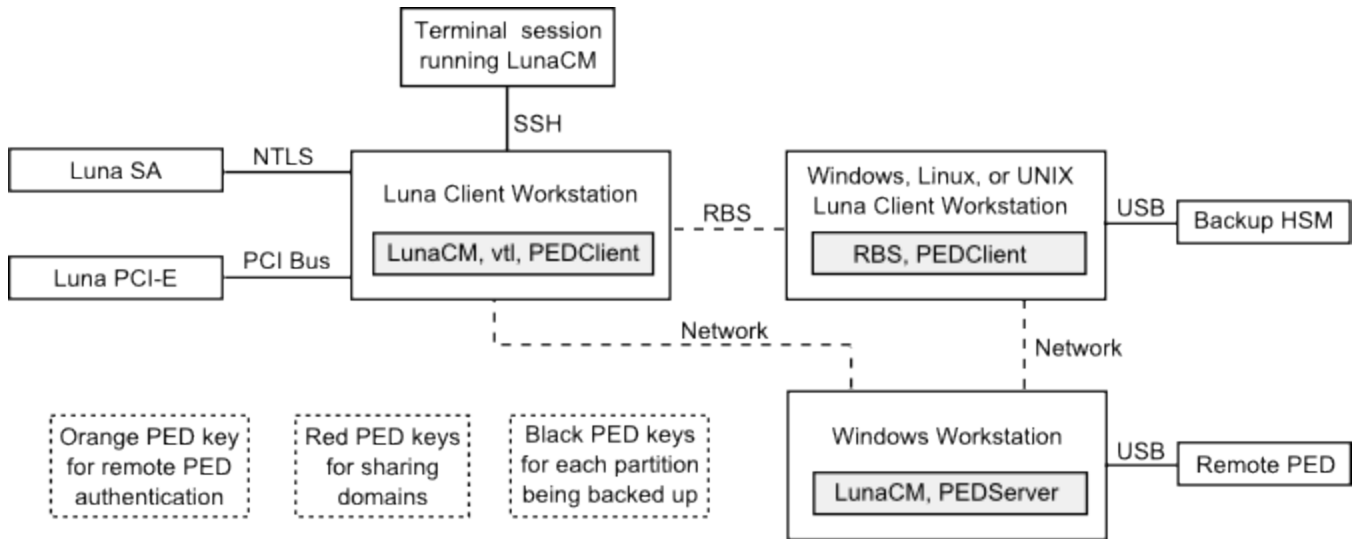 Terminal session
running LunaCM
SSH
Luna SA
NTLS
Luna PCI-E
PCI Bus
Luna Client Workstation
LunaCM, vtl, PEDClient
RBS
Windows, Linux, or UNIX
Luna Client Workstation
RBS, PEDClient
USB
Backup HSM
Network
Network
Windows Workstation
LunaCM, PEDServer
USB
Remote PED
Orange PED key
for remote PED
authentication
Red PED keys
for sharing
domains
Black PED keys
for each partition
being backed up